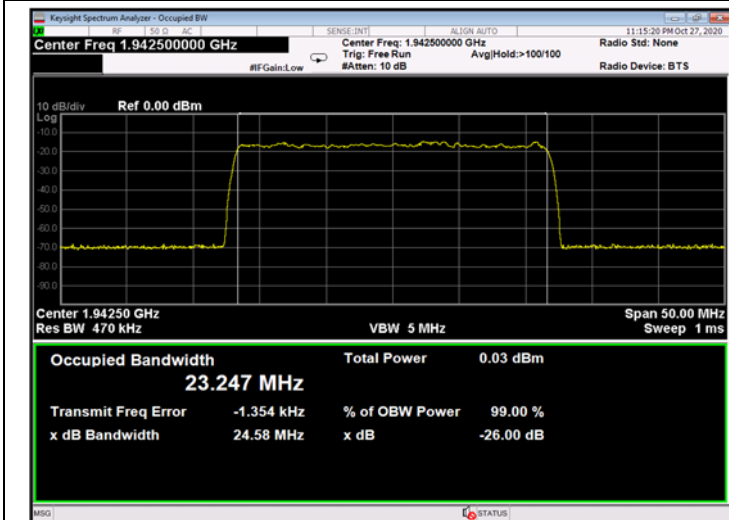 Keysight Spectrum Analyzer - Occupied BW
RF 50 Ω AC SENSE:INT ALIGN AUTO 11:15:20 PM Oct 27, 2020
Center Freq 1.942500000 GHz Center Freq: 1.942500000 GHz Radio Std: None
Trig: Free Run Avg|Hold:>100/100
#IFGain:Low #Atten: 10 dB Radio Device: BTS
10 dB/div Ref 0.00 dBm
Log
-10.0
-20.0
-30.0
-40.0
-50.0
-60.0
-70.0
-80.0
-90.0
Center 1.94250 GHz Span 50.00 MHz
Res BW 470 kHz VBW 5 MHz Sweep 1 ms
Occupied Bandwidth Total Power 0.03 dBm
23.247 MHz
Transmit Freq Error -1.354 kHz % of OBW Power 99.00 %
x dB Bandwidth 24.58 MHz x dB -26.00 dB
MSG STATUS